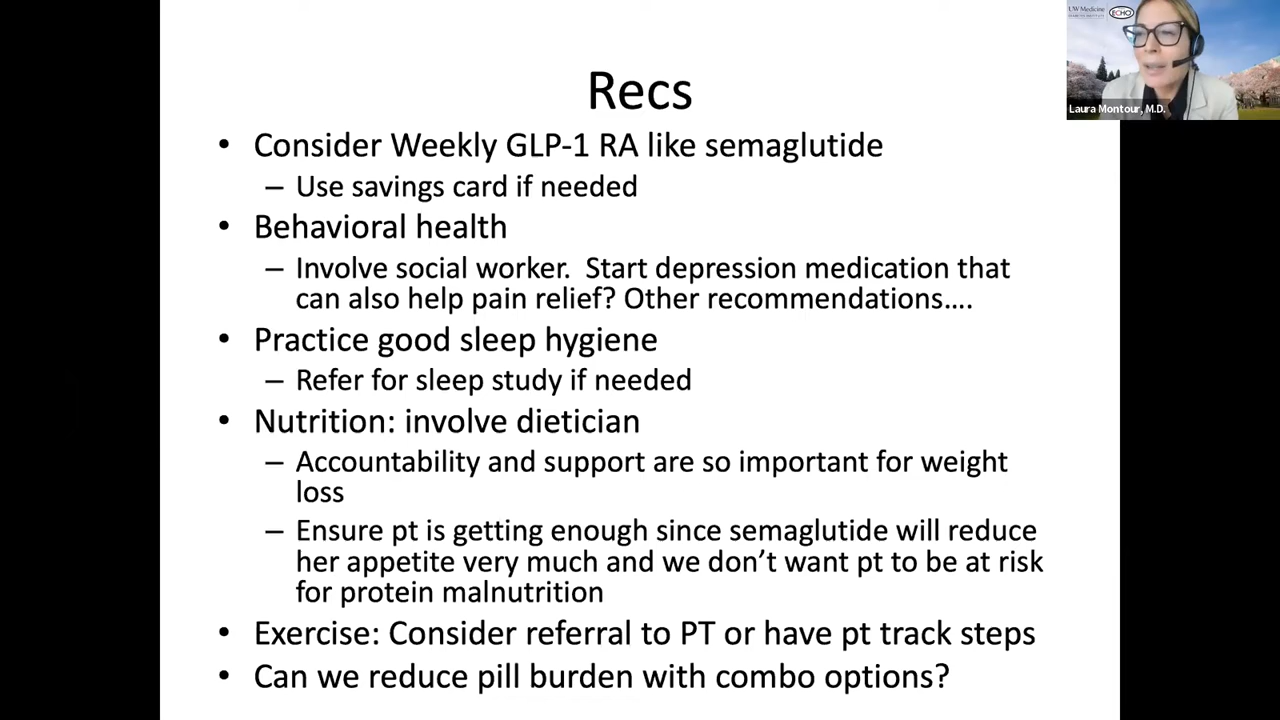 Recs
• Consider Weekly GLP-1 RA like semaglutide
– Use savings card if needed
• Behavioral health
– Involve social worker.  Start depression medication that
can also help pain relief? Other recommendations....
• Practice good sleep hygiene
– Refer for sleep study if needed
• Nutrition: involve dietician
– Accountability and support are so important for weight
loss
– Ensure pt is getting enough since semaglutide will reduce
her appetite very much and we don’t want pt to be at risk
for protein malnutrition
• Exercise: Consider referral to PT or have pt track steps
• Can we reduce pill burden with combo options?
UW Medicine
ECHO
Laura Montour, M.D.